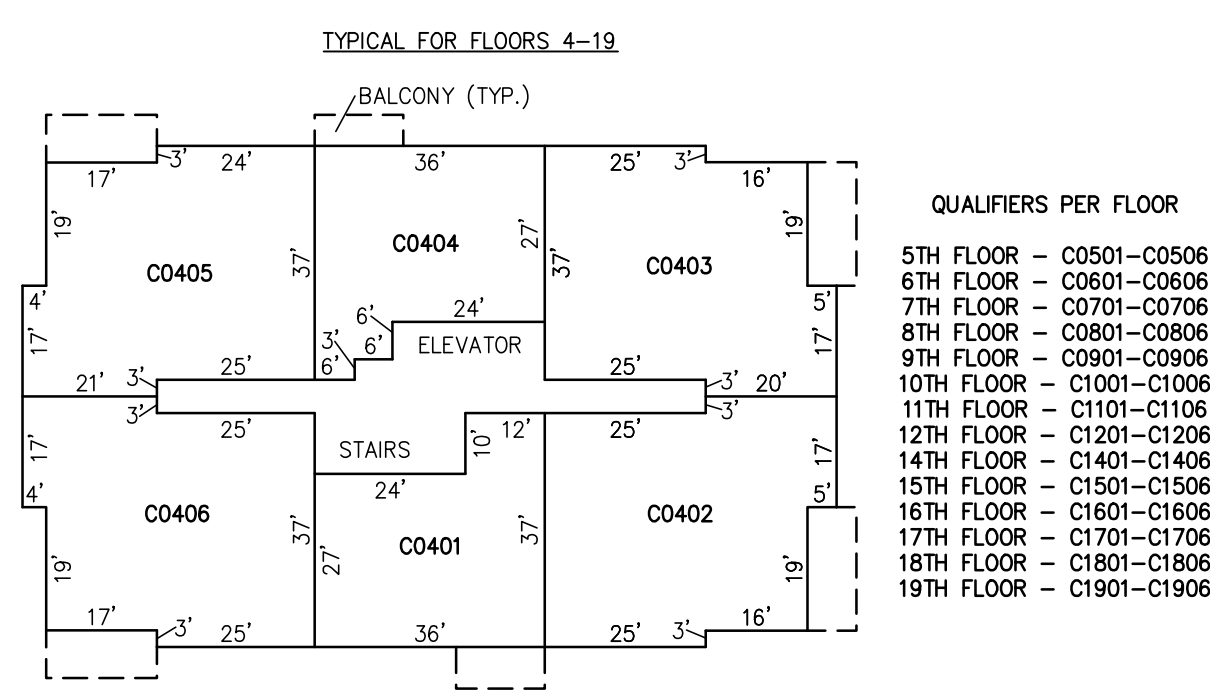 TYPICAL FOR FLOORS 4-19
BALCONY (TYP.)
3' 24' 36' 25' 3'
17' 16'
19' 27' 19'
C0404
C0405 37' 37' C0403
4' 6' 24' 5'
17' 3' 6' ELEVATOR 17'
25' 6' 25'
21' 3' 3' 20'
3' 3'
25' 12' 25'
17' STAIRS 10' 17'
4' 24' 5'
C0406 C0402
37' C0401 37'
19' 27' 19'
17' 16'
3' 25' 36' 25' 3'
QUALIFIERS PER FLOOR
5TH FLOOR - C0501-C0506
6TH FLOOR - C0601-C0606
7TH FLOOR - C0701-C0706
8TH FLOOR - C0801-C0806
9TH FLOOR - C0901-C0906
10TH FLOOR - C1001-C1006
11TH FLOOR - C1101-C1106
12TH FLOOR - C1201-C1206
14TH FLOOR - C1401-C1406
15TH FLOOR - C1501-C1506
16TH FLOOR - C1601-C1606
17TH FLOOR - C1701-C1706
18TH FLOOR - C1801-C1806
19TH FLOOR - C1901-C1906